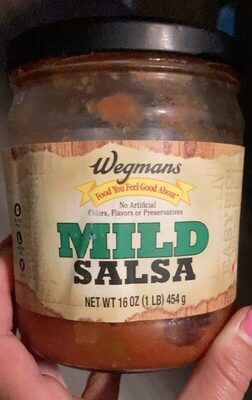 Wegmans
Food You Feel Good About
No Artificial
Colors, Flavors or Preservatives
MILD
SALSA
NET WT 16 OZ (1 LB) 454 g